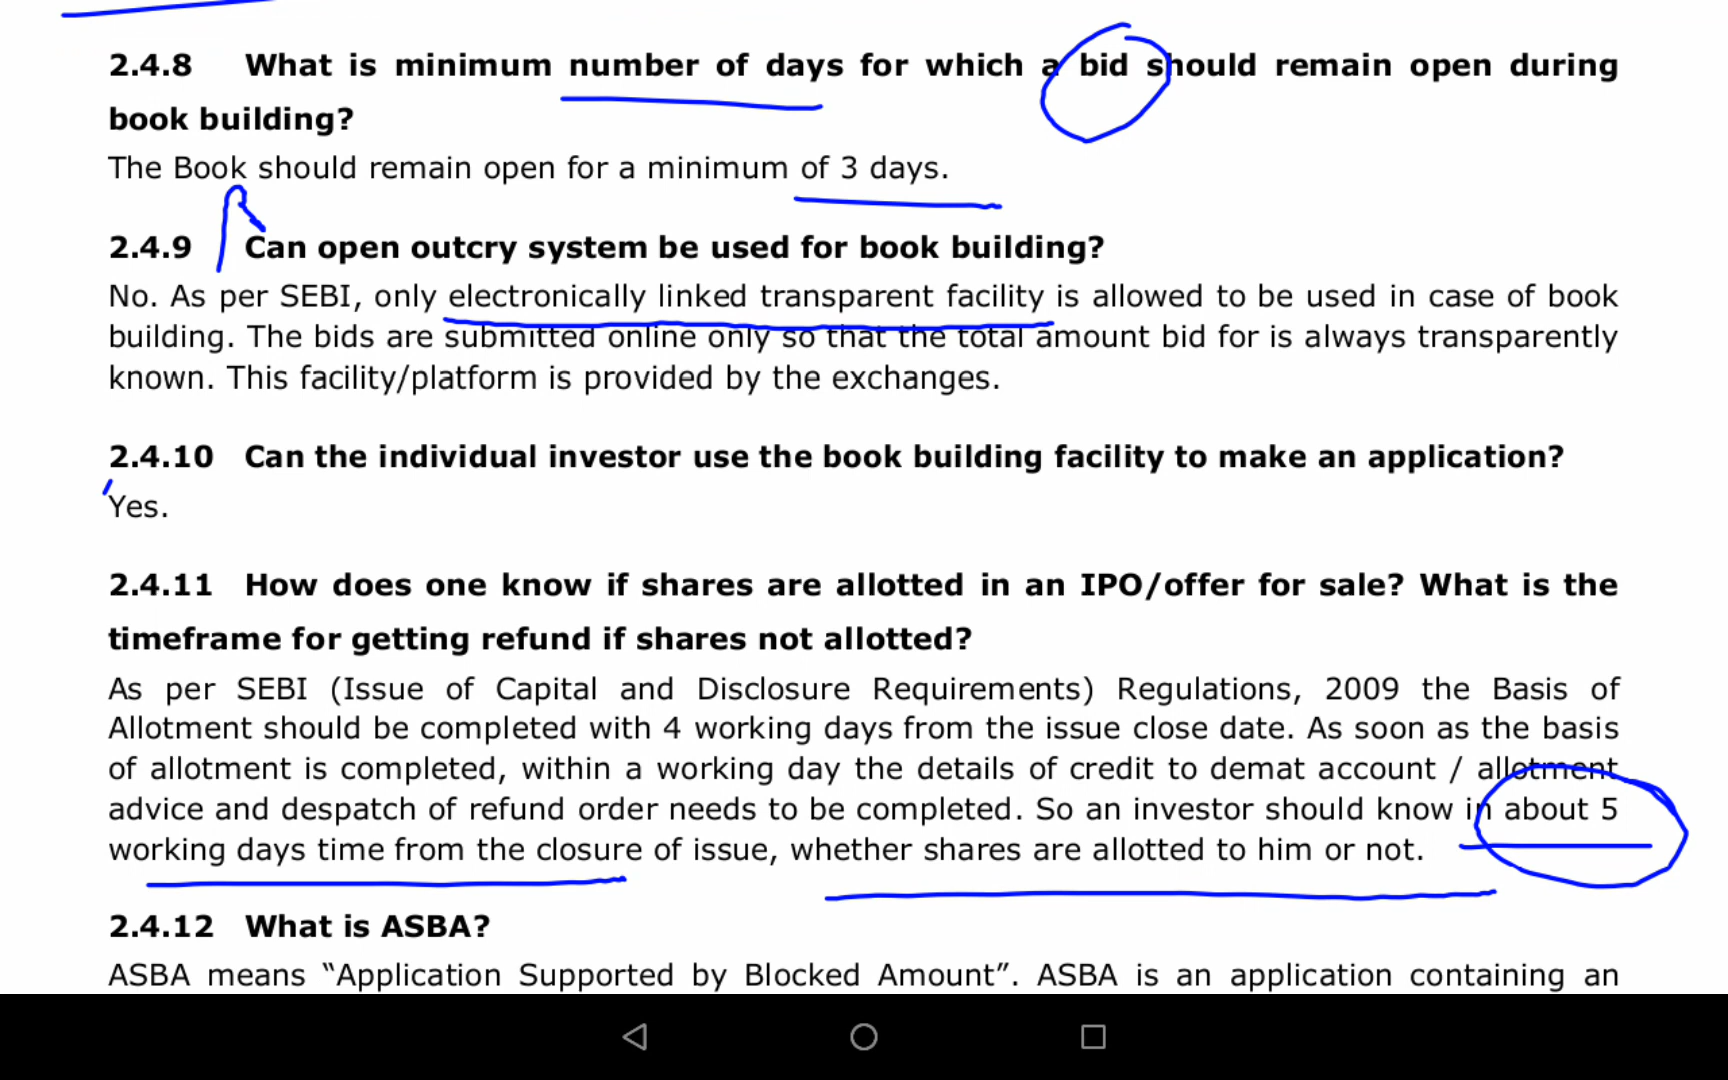 2.4.8 What is minimum number of days for which a bid should remain open during
book building?
The Book should remain open for a minimum of 3 days.
2.4.9 Can open outcry system be used for book building?
No. As per SEBI, only electronically linked transparent facility is allowed to be used in case of book
building. The bids are submitted online only so that the total amount bid for is always transparently
known. This facility/platform is provided by the exchanges.
2.4.10 Can the individual investor use the book building facility to make an application?
Yes.
2.4.11 How does one know if shares are allotted in an IPO/offer for sale? What is the
timeframe for getting refund if shares not allotted?
As per SEBI (Issue of Capital and Disclosure Requirements) Regulations, 2009 the Basis of
Allotment should be completed with 4 working days from the issue close date. As soon as the basis
of allotment is completed, within a working day the details of credit to demat account / allotment
advice and despatch of refund order needs to be completed. So an investor should know in about 5
working days time from the closure of issue, whether shares are allotted to him or not.
2.4.12 What is ASBA?
ASBA means “Application Supported by Blocked Amount”. ASBA is an application containing an